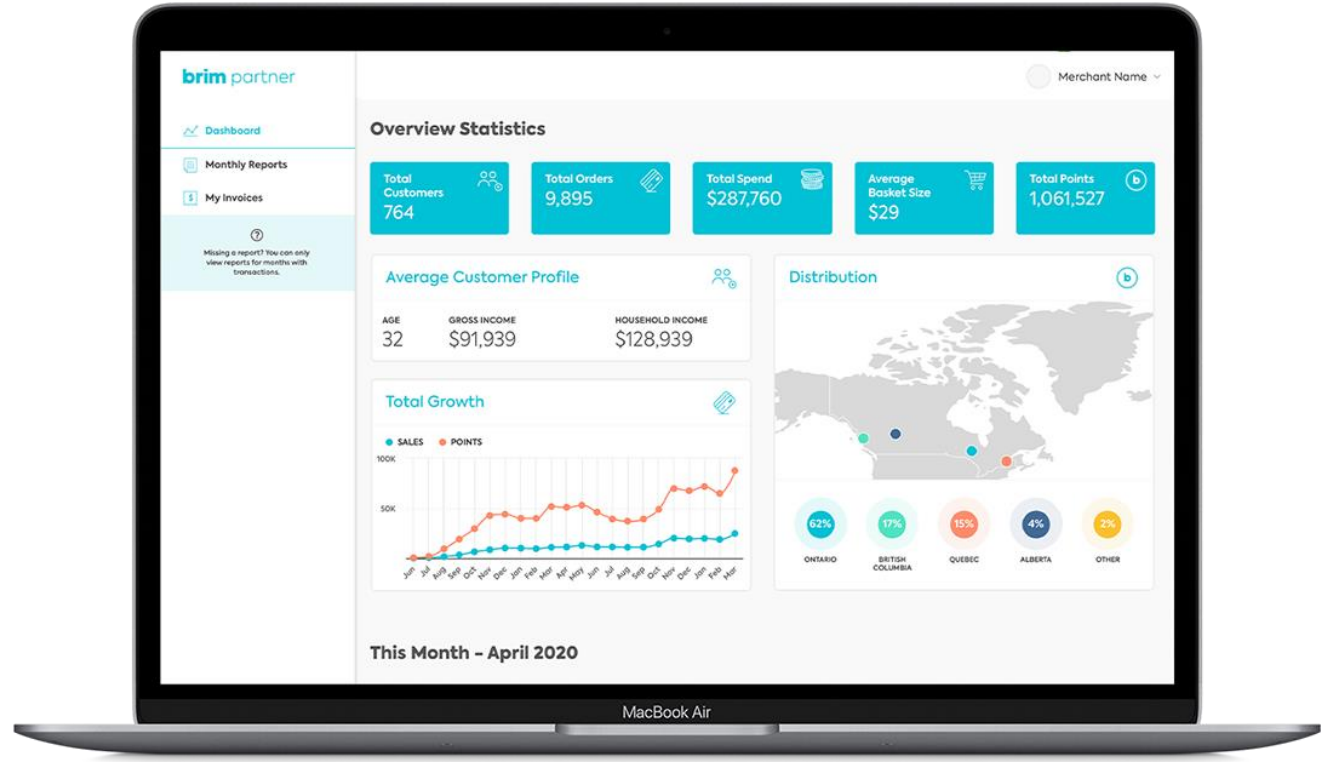 brim partner
Merchant Name
Dashboard
Monthly Reports
My Invoices
Missing a report? You can only
view reports for months with
transactions.
Overview Statistics
Total
Customers
764
Total Orders
9,895
Total Spend
$287,760
Average
Basket Size
$29
Total Points
b
1,061,527
Average Customer Profile
AGE
32
GROSS INCOME
$91,939
HOUSEHOLD INCOME
$128,939
Total Growth
SALES
POINTS
100K
50K
Jun Jul Aug Sep Oct Nov Dec Jan Feb Mar Apr May Jun Jul Aug Sep Oct Nov Dec Jan Feb Mar
Distribution
b
62%
ONTARIO
17%
BRITISH
COLUMBIA
15%
QUEBEC
4%
ALBERTA
2%
OTHER
This Month - April 2020
MacBook Air